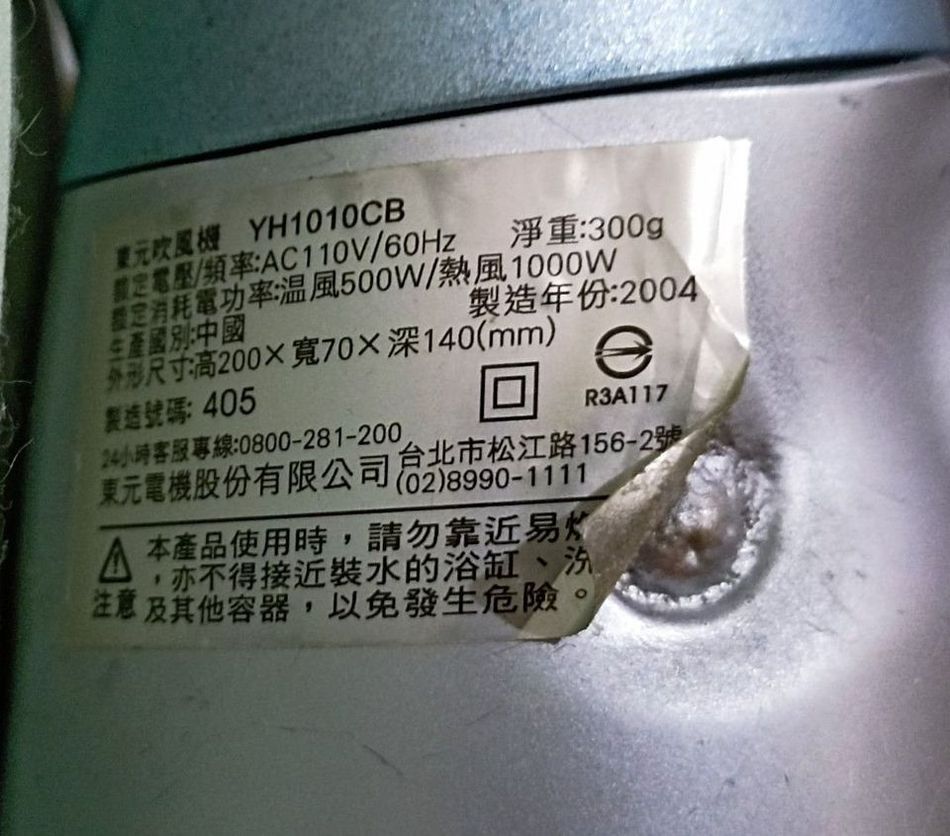 東元吹風機 YH1010CB
額定電壓/頻率:AC110V/60Hz 淨重:300g
額定消耗電功率:温風500W/熱風1000W
生產國別:中國 製造年份:2004
外形尺寸:高200×寬70×深140(mm)
製造號碼: 405
R3A117
24小時客服專線:0800-281-200
台北市松江路156-2號
東元電機股份有限公司 (02)8990-1111
本產品使用時，請勿靠近易
，亦不得接近裝水的浴缸、洗
注意 及其他容器，以免發生危險。